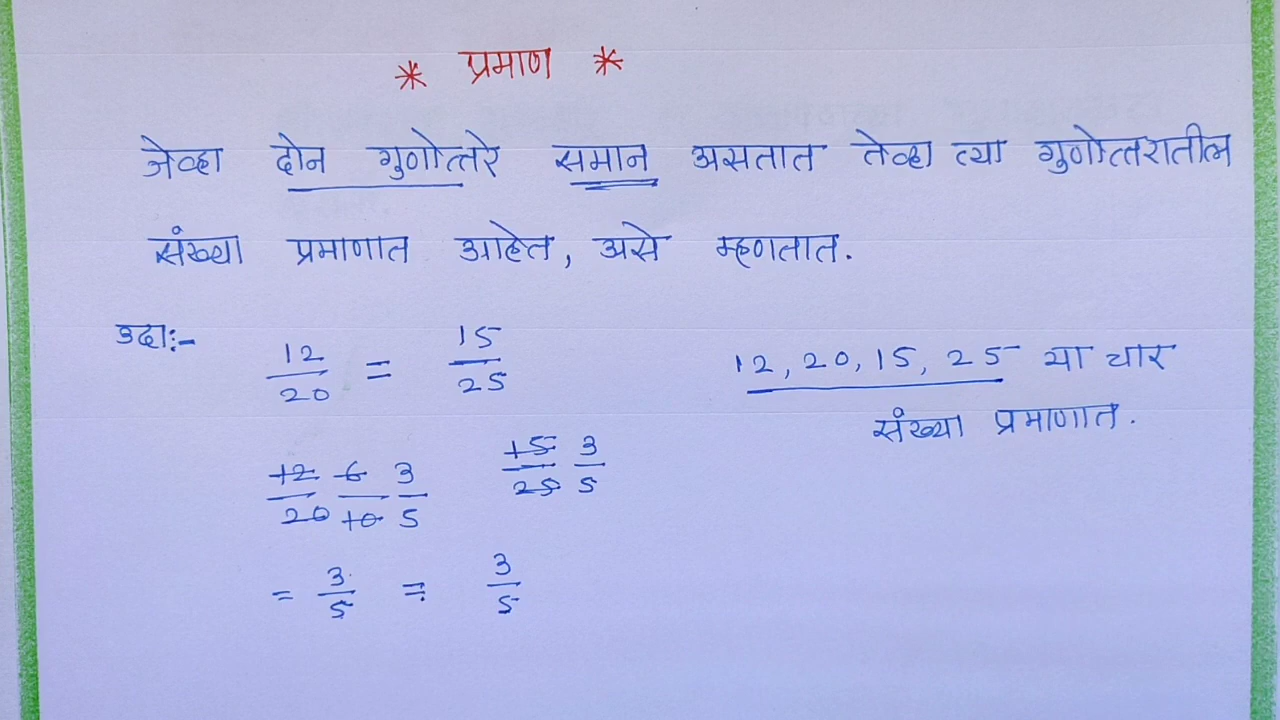 * प्रमाण *
जेव्हा दोन गुणोत्तरे समान असतात तेव्हा त्या गुणोत्तरातील
संख्या प्रमाणात आहेत, असे म्हणतात.
उदा:- 12/20 = 15/25
12, 20, 15, 25 या चार
संख्या प्रमाणात.
12/20 6/10 3/5 15/25 3/5
= 3/5 = 3/5